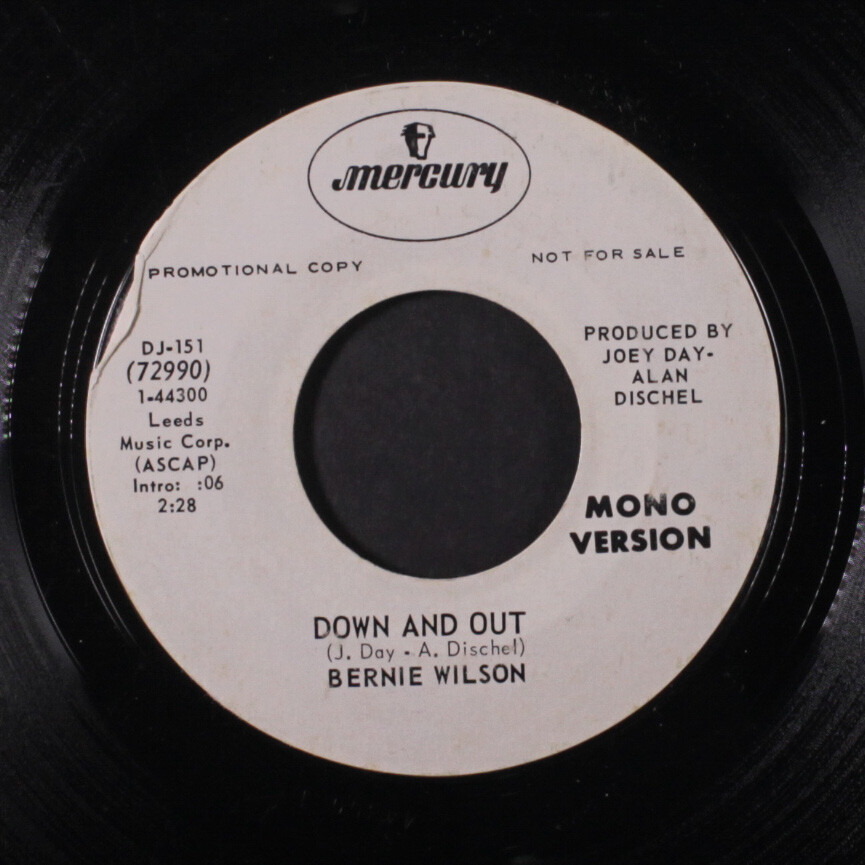 mercury
PROMOTIONAL COPY
NOT FOR SALE
DJ-151
(72990)
1-44300
Leeds
Music Corp.
(ASCAP)
Intro: :06
2:28
PRODUCED BY
JOEY DAY-
ALAN
DISCHEL
MONO
VERSION
DOWN AND OUT
(J. Day - A. Dischel)
BERNIE WILSON